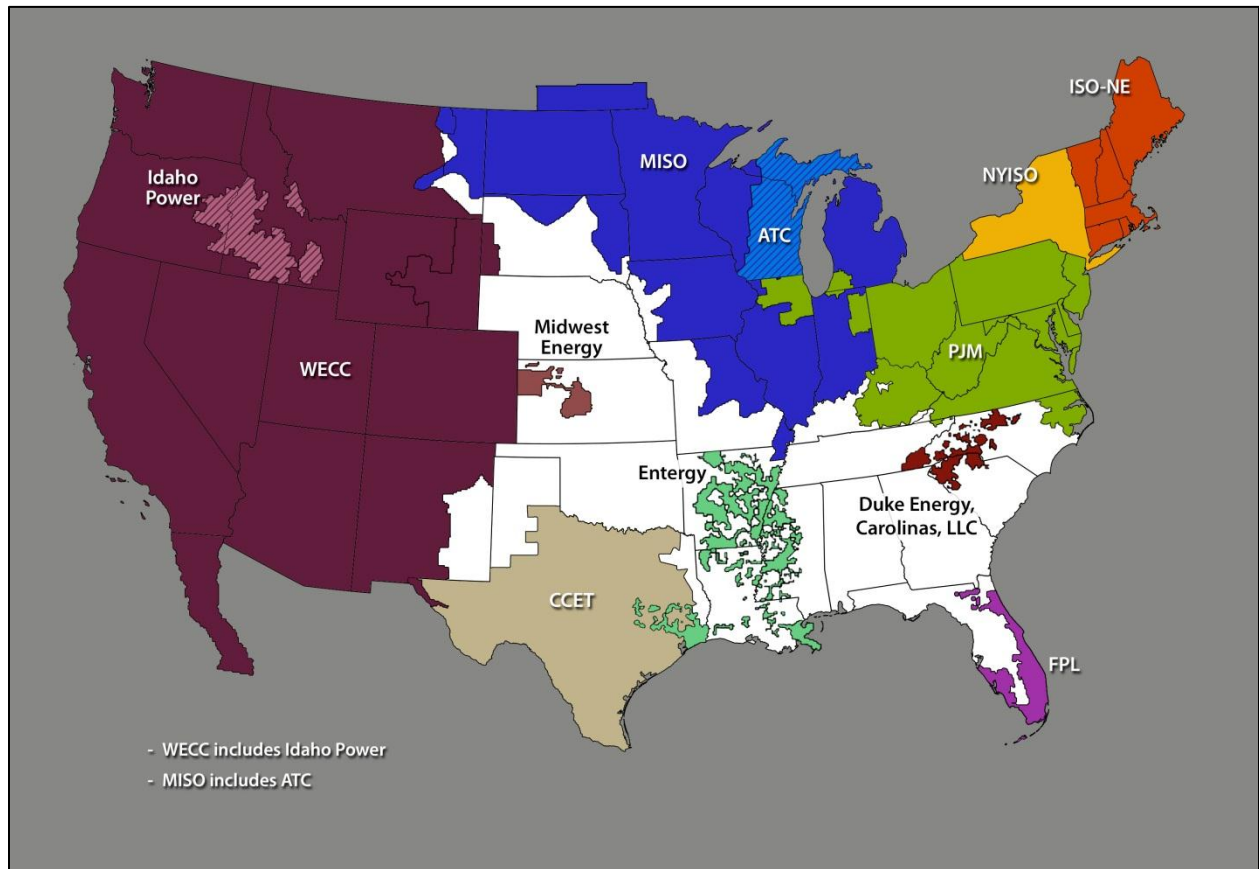 ISO-NE
MISO
NYISO
Idaho
Power
ATC
Midwest
Energy
PJM
WECC
Entergy
Duke Energy,
Carolinas, LLC
CCET
FPL
- WECC includes Idaho Power
- MISO includes ATC